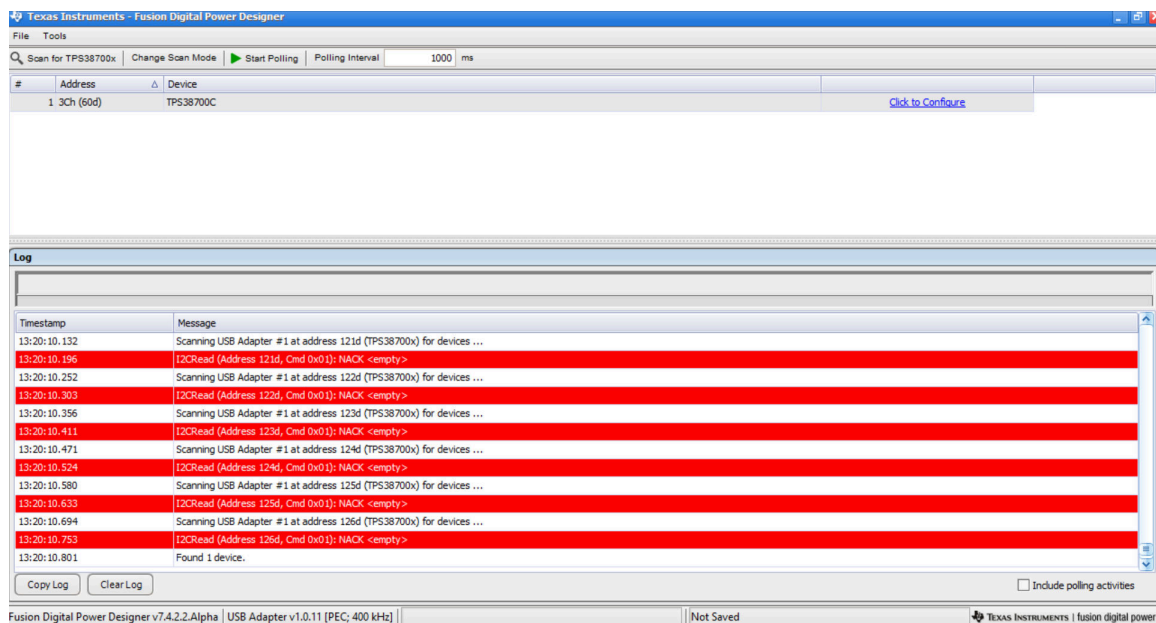 Texas Instruments - Fusion Digital Power Designer
File Tools
Scan for TPS38700x Change Scan Mode Start Polling Polling Interval 1000 ms
# Address Device
1 3Ch (60d) TPS38700C Click to Configure
Log
Timestamp Message
13:20:10.132 Scanning USB Adapter #1 at address 121d (TPS38700x) for devices ...
13:20:10.196 I2CRead (Address 121d, Cmd 0x01): NACK <empty>
13:20:10.252 Scanning USB Adapter #1 at address 122d (TPS38700x) for devices ...
13:20:10.303 I2CRead (Address 122d, Cmd 0x01): NACK <empty>
13:20:10.356 Scanning USB Adapter #1 at address 123d (TPS38700x) for devices ...
13:20:10.411 I2CRead (Address 123d, Cmd 0x01): NACK <empty>
13:20:10.471 Scanning USB Adapter #1 at address 124d (TPS38700x) for devices ...
13:20:10.524 I2CRead (Address 124d, Cmd 0x01): NACK <empty>
13:20:10.580 Scanning USB Adapter #1 at address 125d (TPS38700x) for devices ...
13:20:10.633 I2CRead (Address 125d, Cmd 0x01): NACK <empty>
13:20:10.694 Scanning USB Adapter #1 at address 126d (TPS38700x) for devices ...
13:20:10.753 I2CRead (Address 126d, Cmd 0x01): NACK <empty>
13:20:10.801 Found 1 device.
Copy Log Clear Log Include polling activities
Fusion Digital Power Designer v7.4.2.2.Alpha USB Adapter v1.0.11 [PEC; 400 kHz] Not Saved TEXAS INSTRUMENTS | fusion digital power